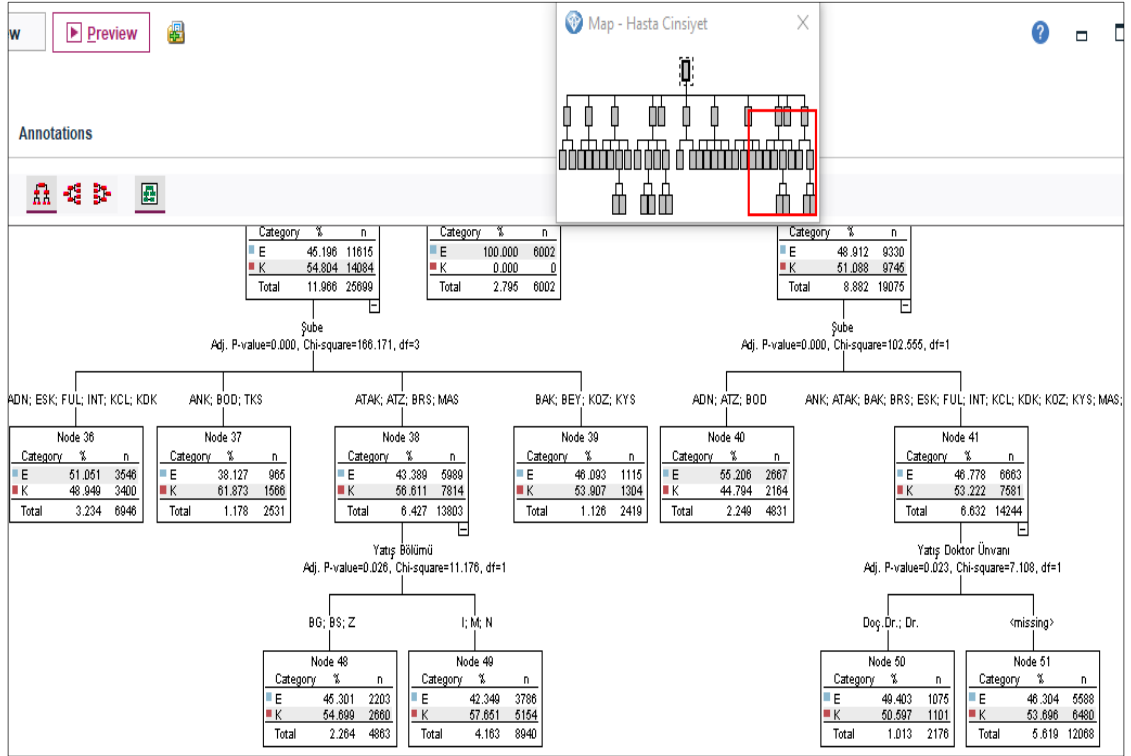 w
Preview
Map - Hasta Cinsiyet
Annotations
Category % n
E 45.196 11615
K 54.804 14084
Total 11.966 25699
Category % n
E 100.000 6002
K 0.000 0
Total 2.795 6002
Category % n
E 48.912 9330
K 51.088 9745
Total 8.882 19075
Şube
Adj. P-value=0.000, Chi-square=166.171, df=3
Şube
Adj. P-value=0.000, Chi-square=102.555, df=1
ADN; ESK; FUL; INT; KCL; KDK
ANK; BOD; TKS
ATAK; ATZ; BRS; MAS
BAK; BEY; KOZ; KYS
ADN; ATZ; BOD
ANK; ATAK; BAK; BRS; ESK; FUL; INT; KCL; KDK; KOZ; KYS; MAS;
Node 36
Category % n
E 51.051 3546
K 48.949 3400
Total 3.234 6946
Node 37
Category % n
E 38.127 965
K 61.873 1566
Total 1.178 2531
Node 38
Category % n
E 43.389 5989
K 56.611 7814
Total 6.427 13803
Node 39
Category % n
E 46.093 1115
K 53.907 1304
Total 1.126 2419
Node 40
Category % n
E 55.206 2667
K 44.794 2164
Total 2.249 4831
Node 41
Category % n
E 46.778 6663
K 53.222 7581
Total 6.632 14244
Yatış Bölümü
Adj. P-value=0.026, Chi-square=11.176, df=1
Yatış Doktor Ünvanı
Adj. P-value=0.023, Chi-square=7.108, df=1
BG; BS; Z
I; M; N
Doç.Dr.; Dr.
<missing>
Node 48
Category % n
E 45.301 2203
K 54.699 2660
Total 2.264 4863
Node 49
Category % n
E 42.349 3786
K 57.651 5154
Total 4.163 8940
Node 50
Category % n
E 49.403 1075
K 50.597 1101
Total 1.013 2176
Node 51
Category % n
E 46.304 5588
K 53.696 6480
Total 5.619 12068